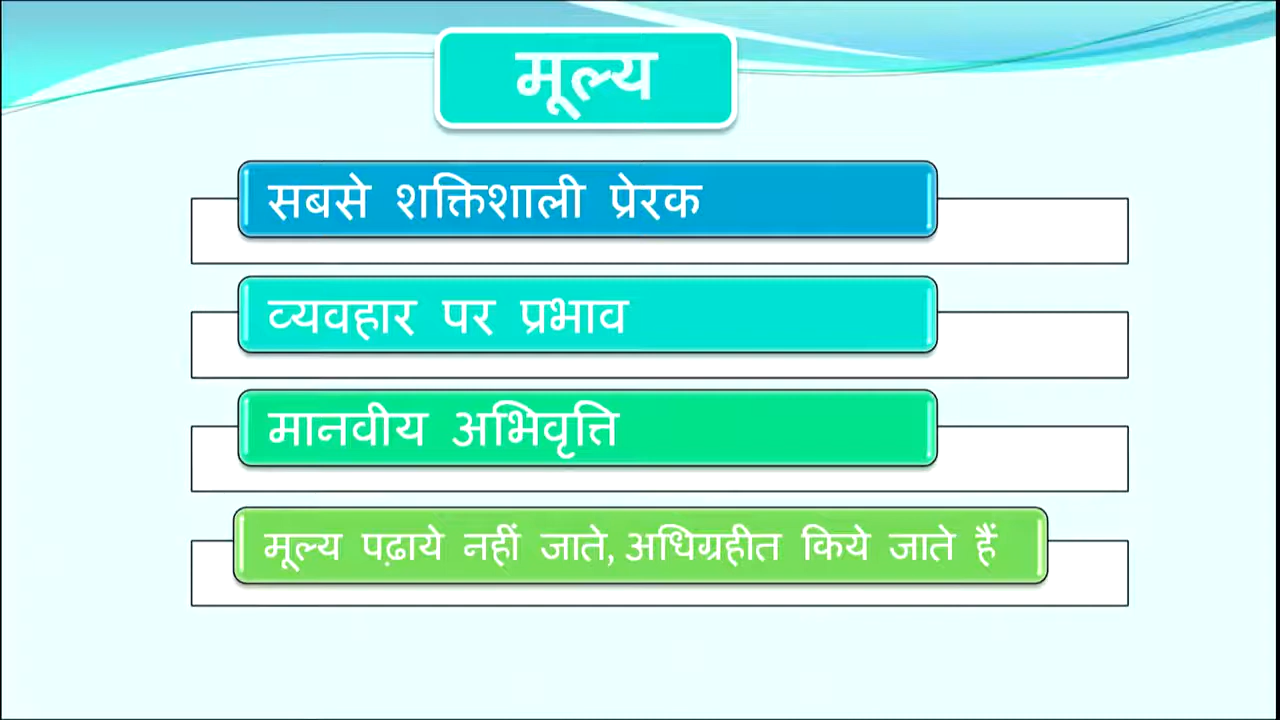 मूल्य
सबसे शक्तिशाली प्रेरक
व्यवहार पर प्रभाव
मानवीय अभिवृत्ति
मूल्य पढ़ाये नहीं जाते, अधिग्रहीत किये जाते हैं